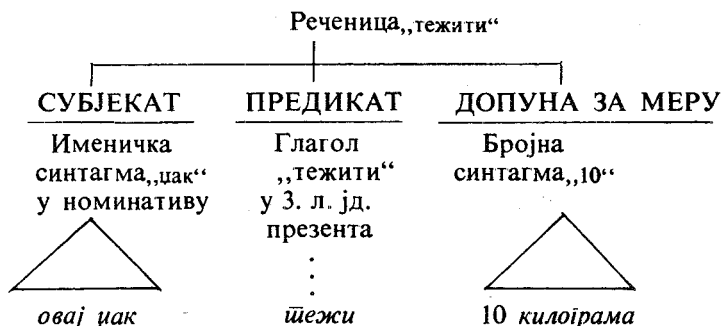 Реченица„тежити“
СУБЈЕКАТ ПРЕДИКАТ ДОПУНА ЗА МЕРУ
Именичка Глагол Бројна
синтагма„џак“ „тежити“ синтагма„10“
у номинативу у 3. л. јд.
презента
овај џак тежи 10 килограма